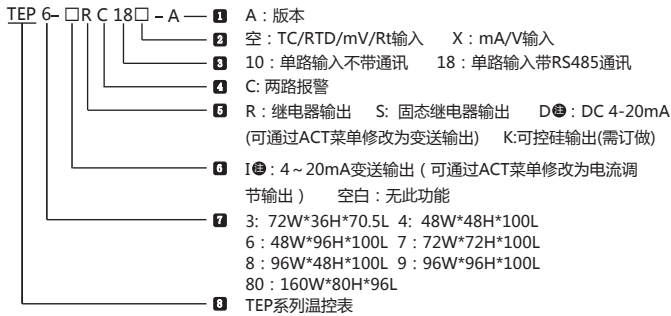 TEP 6- □R C 18□ - A
1 A：版本
2 空：TC/RTD/mV/Rt输入 X：mA/V输入
3 10：单路输入不带通讯 18：单路输入带RS485通讯
4 C: 两路报警
5 R：继电器输出 S: 固态继电器输出 D注：DC 4-20mA
(可通过ACT菜单修改为变送输出) K:可控硅输出(需订做)
6 I注：4～20mA变送输出（可通过ACT菜单修改为电流调
节输出） 空白：无此功能
7 3: 72W*36H*70.5L 4: 48W*48H*100L
6：48W*96H*100L 7：72W*72H*100L
8：96W*48H*100L 9：96W*96H*100L
80：160W*80H*96L
8 TEP系列温控表